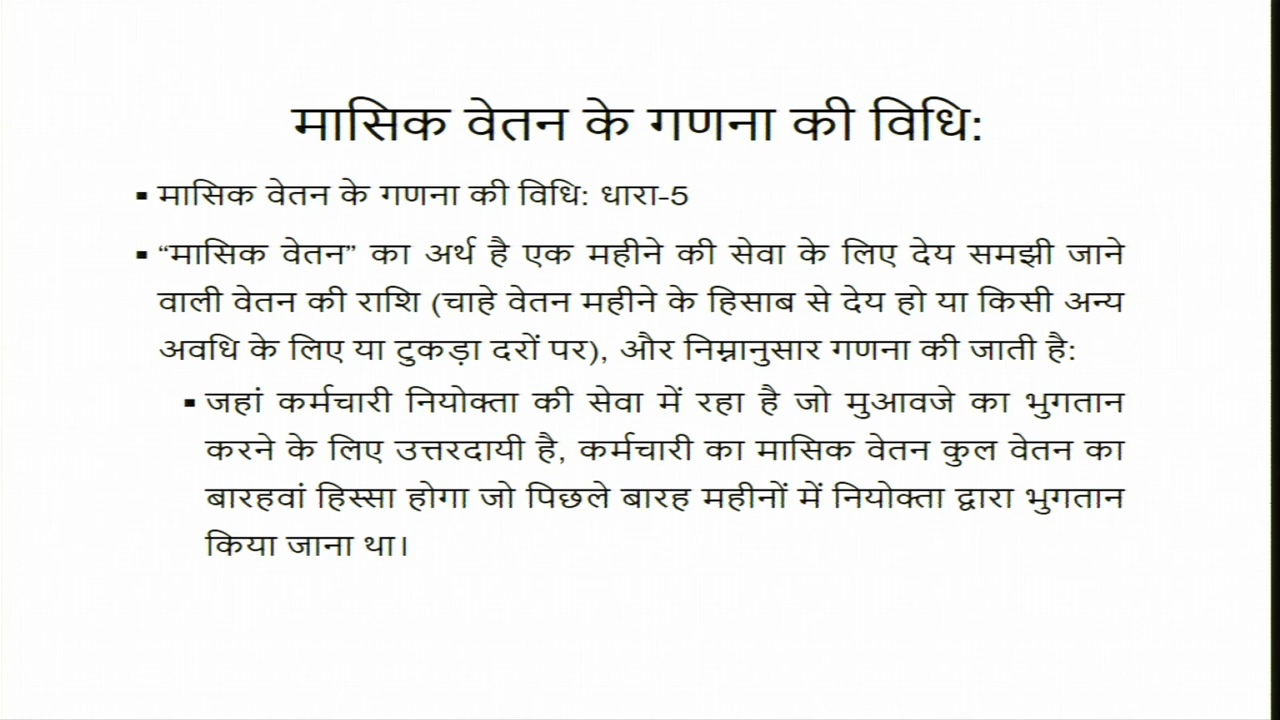 मासिक वेतन के गणना की विधि:
▪ मासिक वेतन के गणना की विधि: धारा-5
▪ “मासिक वेतन” का अर्थ है एक महीने की सेवा के लिए देय समझी जाने
वाली वेतन की राशि (चाहे वेतन महीने के हिसाब से देय हो या किसी अन्य
अवधि के लिए या टुकड़ा दरों पर), और निम्नानुसार गणना की जाती है:
▪ जहां कर्मचारी नियोक्ता की सेवा में रहा है जो मुआवजे का भुगतान
करने के लिए उत्तरदायी है, कर्मचारी का मासिक वेतन कुल वेतन का
बारहवां हिस्सा होगा जो पिछले बारह महीनों में नियोक्ता द्वारा भुगतान
किया जाना था।